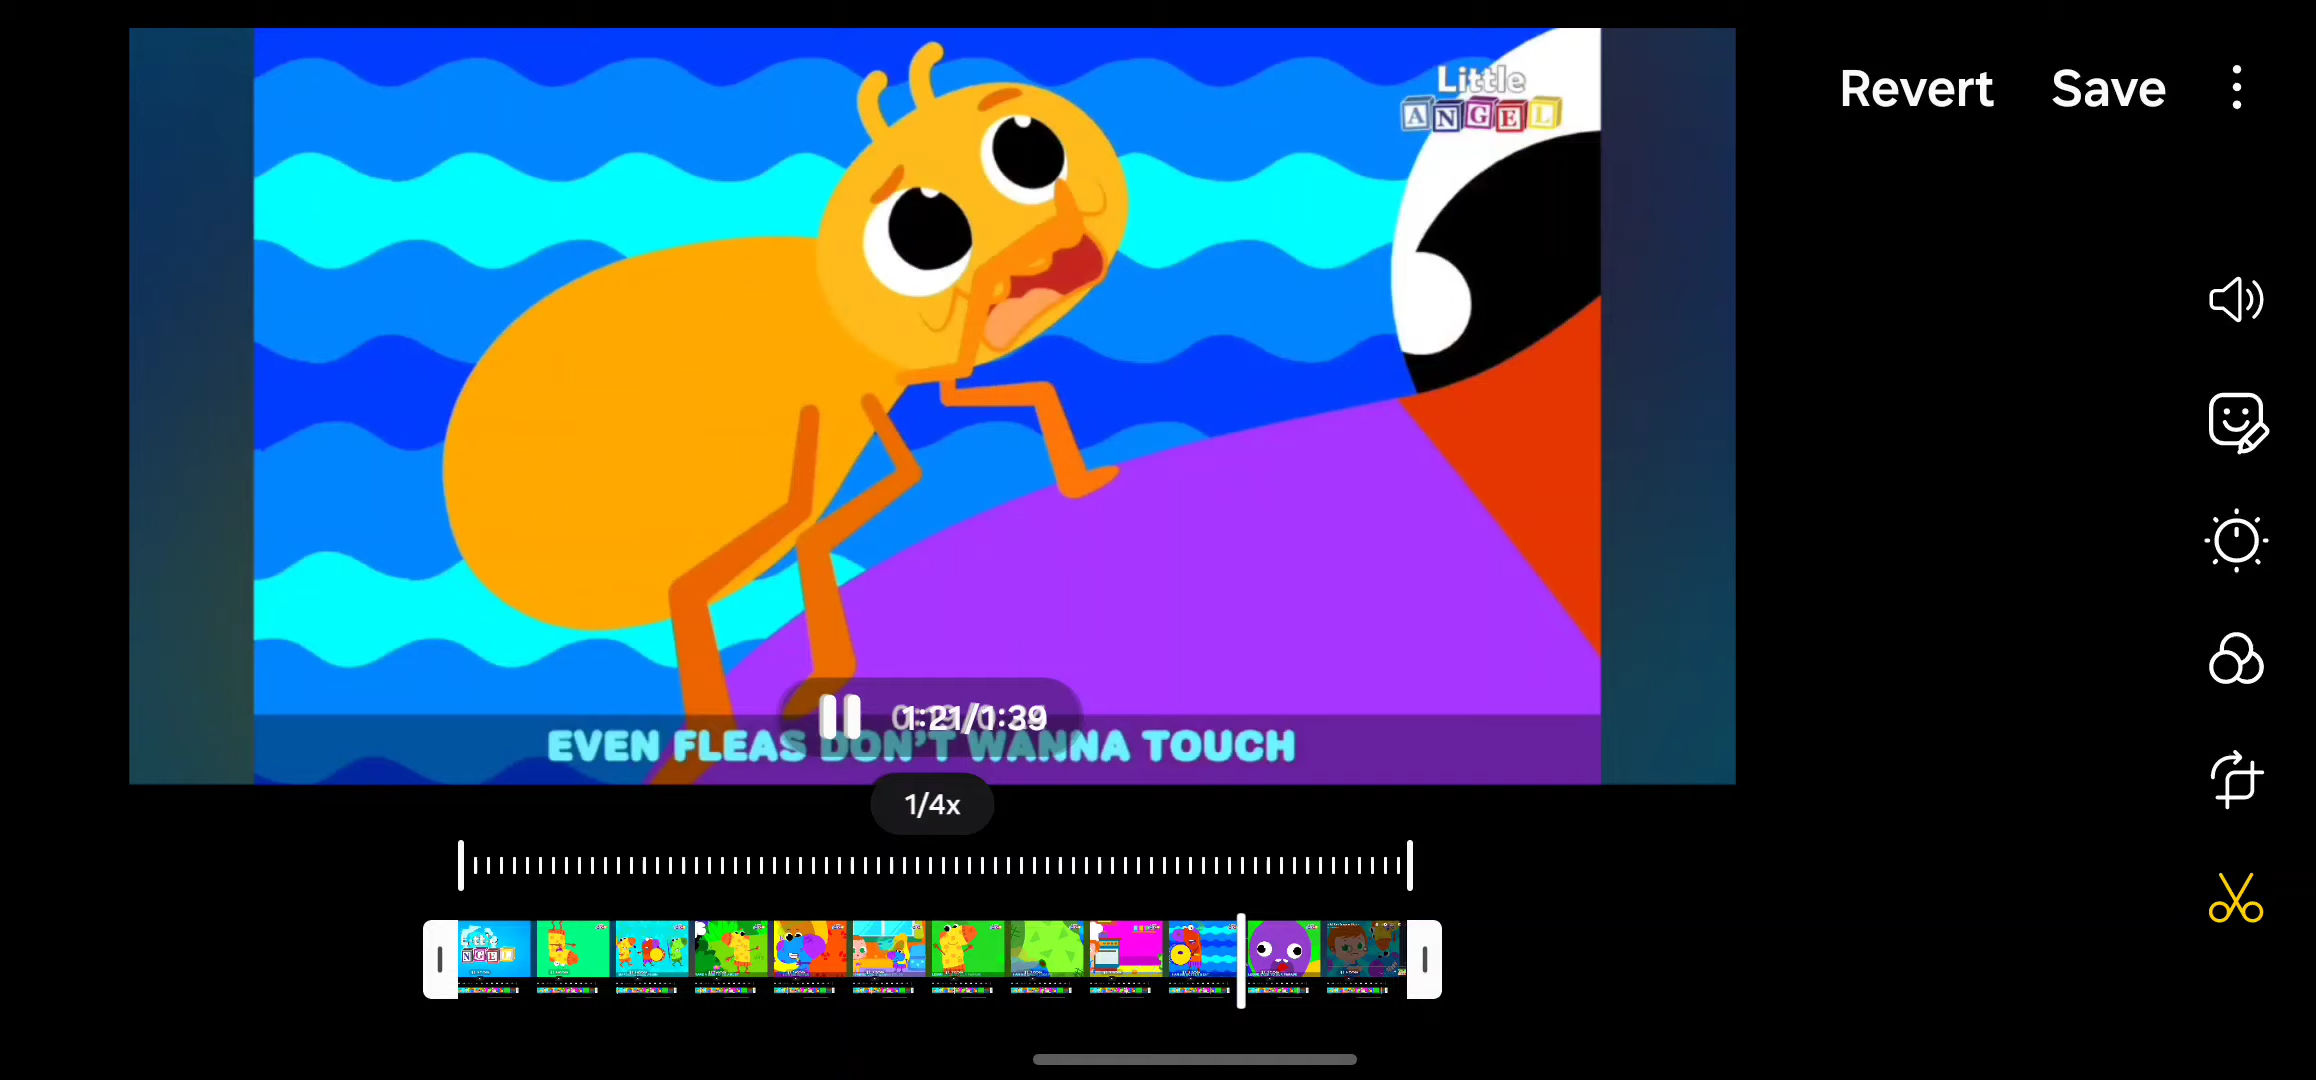 Little
ANGEL
Revert Save
1:21/1:39
EVEN FLEAS DON'T WANNA TOUCH
1/4x